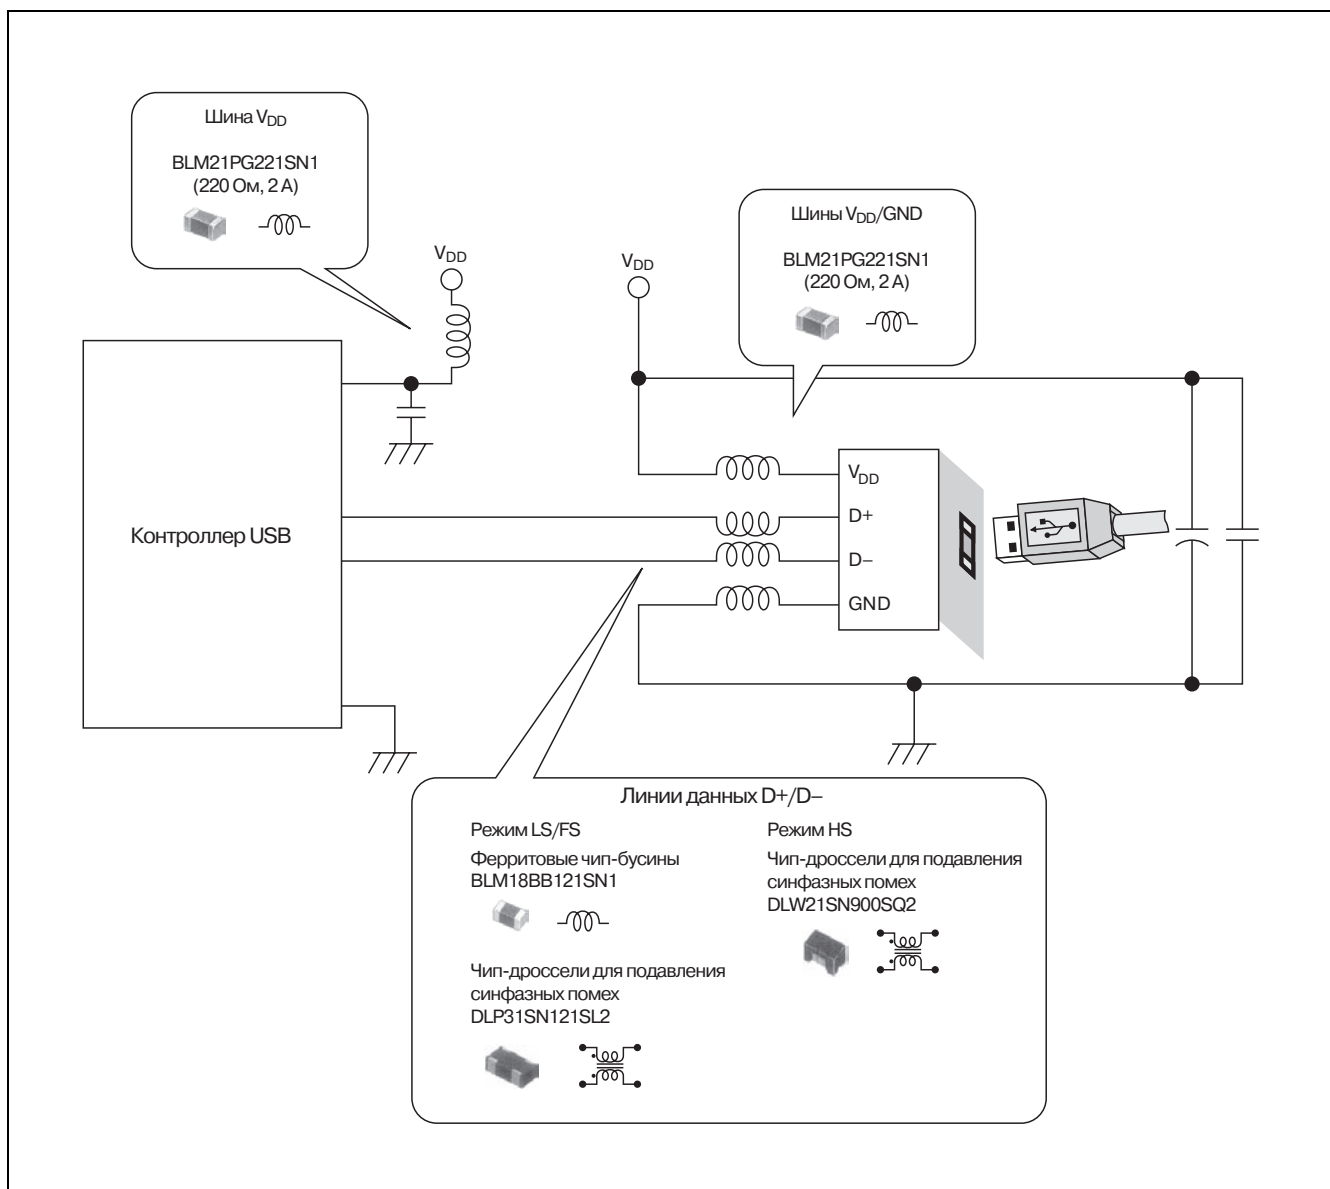 Шина VDD
BLM21PG221SN1
(220 Ом, 2 А)
VDD
Шины VDD/GND
BLM21PG221SN1
(220 Ом, 2 А)
VDD
Контроллер USB
VDD
D+
D–
GND
Линии данных D+/D–
Режим LS/FS
Ферритовые чип-бусины
BLM18BB121SN1
Чип-дроссели для подавления
синфазных помех
DLP31SN121SL2
Режим HS
Чип-дроссели для подавления
синфазных помех
DLW21SN900SQ2